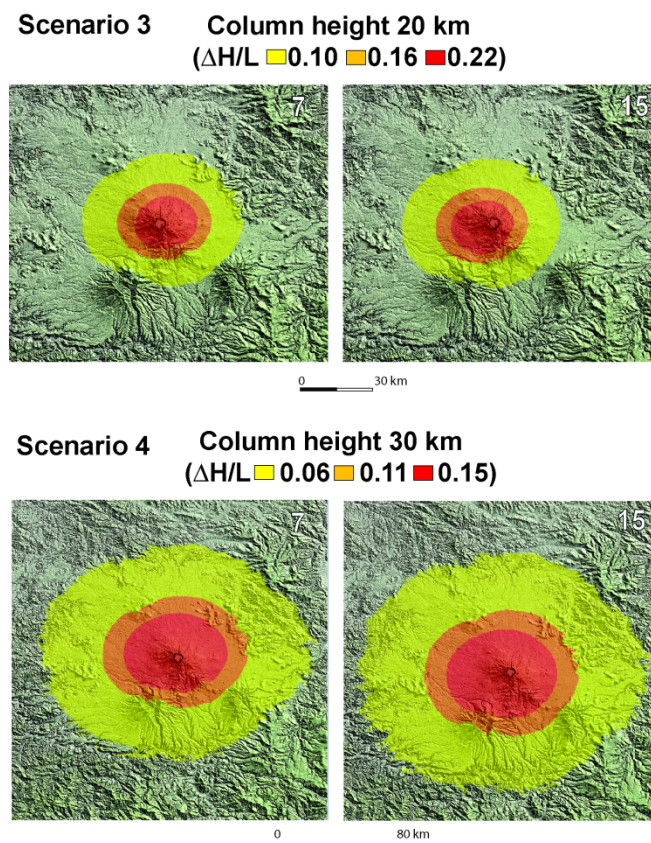 Scenario 3 Column height 20 km
(ΔH/L 0.10 0.16 0.22)
7 15
0 30 km
Scenario 4 Column height 30 km
(ΔH/L 0.06 0.11 0.15)
7 15
0 80 km